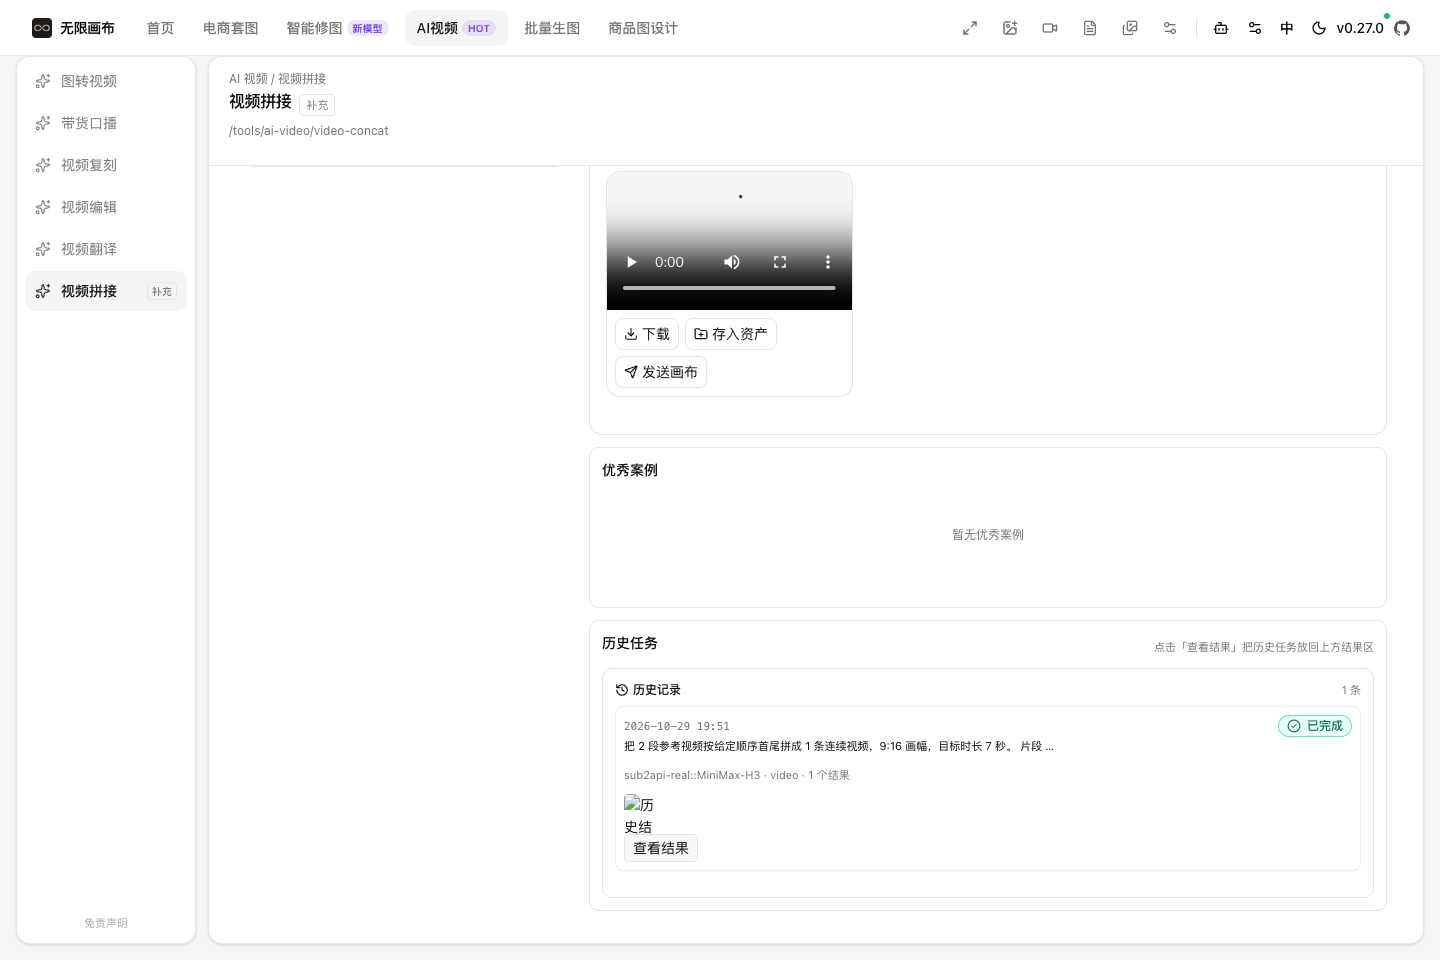 无限画布
首页
电商套图
智能修图 新模型
AI视频 HOT
批量生图
商品图设计
中
v0.27.0
图转视频
带货口播
视频复刻
视频编辑
视频翻译
视频拼接 补充
免责声明
AI 视频 / 视频拼接
视频拼接 补充
/tools/ai-video/video-concat
0:00
下载
存入资产
发送画布
优秀案例
暂无优秀案例
历史任务
点击「查看结果」把历史任务放回上方结果区
历史记录
1 条
2026-10-29 19:51
已完成
把 2 段参考视频按给定顺序首尾拼成 1 条连续视频，9:16 画幅，目标时长 7 秒。 片段 ...
sub2api-real::MiniMax-H3 · video · 1 个结果
历
史结
查看结果